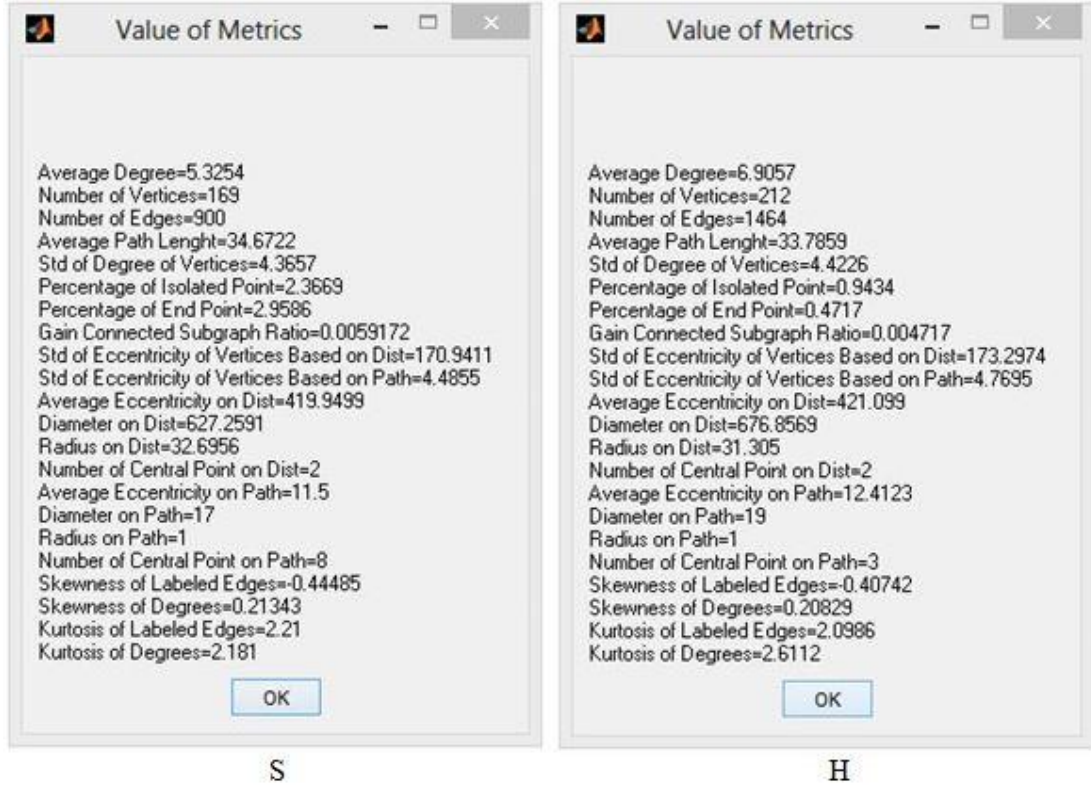 Value of Metrics
Average Degree=5.3254
Number of Vertices=169
Number of Edges=900
Average Path Lenght=34.6722
Std of Degree of Vertices=4.3657
Percentage of Isolated Point=2.3669
Percentage of End Point=2.9586
Gain Connected Subgraph Ratio=0.0059172
Std of Eccentricity of Vertices Based on Dist=170.9411
Std of Eccentricity of Vertices Based on Path=4.4855
Average Eccentricity on Dist=419.9499
Diameter on Dist=627.2591
Radius on Dist=32.6956
Number of Central Point on Dist=2
Average Eccentricity on Path=11.5
Diameter on Path=17
Radius on Path=1
Number of Central Point on Path=8
Skewness of Labeled Edges=-0.44485
Skewness of Degrees=0.21343
Kurtosis of Labeled Edges=2.21
Kurtosis of Degrees=2.181
OK
S
Value of Metrics
Average Degree=6.9057
Number of Vertices=212
Number of Edges=1464
Average Path Lenght=33.7859
Std of Degree of Vertices=4.4226
Percentage of Isolated Point=0.9434
Percentage of End Point=0.4717
Gain Connected Subgraph Ratio=0.004717
Std of Eccentricity of Vertices Based on Dist=173.2974
Std of Eccentricity of Vertices Based on Path=4.7695
Average Eccentricity on Dist=421.099
Diameter on Dist=676.8569
Radius on Dist=31.305
Number of Central Point on Dist=2
Average Eccentricity on Path=12.4123
Diameter on Path=19
Radius on Path=1
Number of Central Point on Path=3
Skewness of Labeled Edges=-0.40742
Skewness of Degrees=0.20829
Kurtosis of Labeled Edges=2.0986
Kurtosis of Degrees=2.6112
OK
H